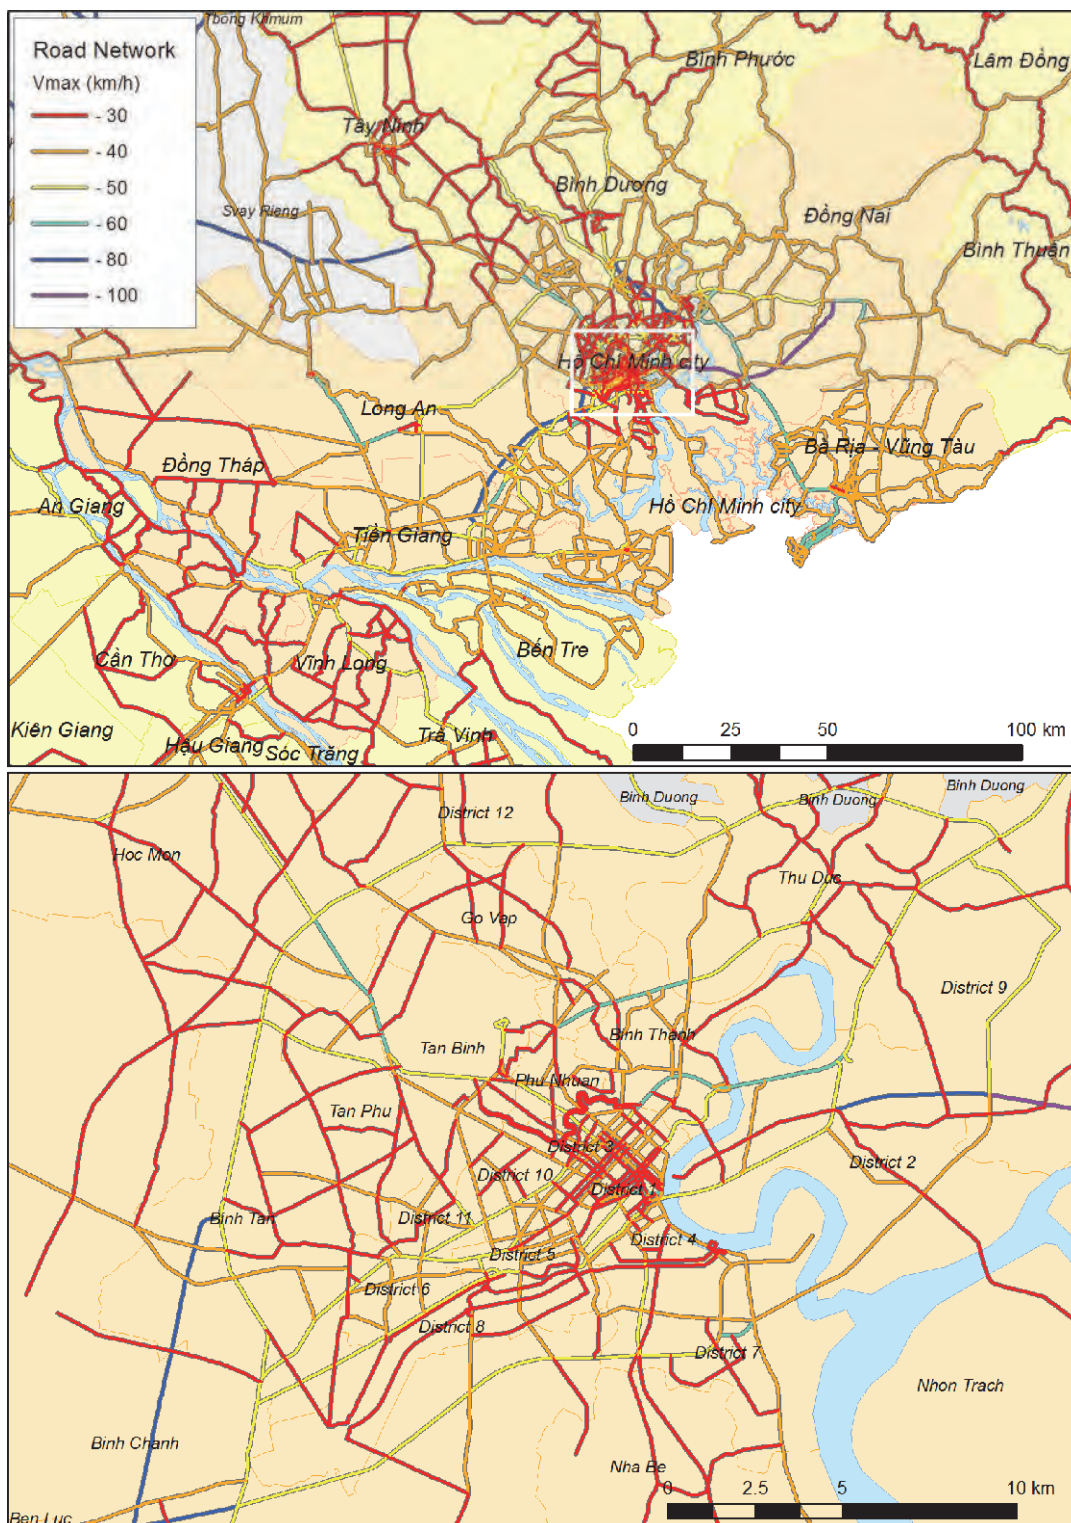 Tbong Khmum
Road Network
Bình Phước
Lâm Đồng
Vmax (km/h)
- 30
Tây Ninh
- 40
- 50
Bình Dương
Svay Rieng
Đồng Nai
- 60
Bình Thuận
- 80
- 100
Hồ Chí Minh city
Long An
Bà Rịa - Vũng Tàu
Đồng Tháp
An Giang
Hồ Chí Minh city
Tiền Giang
Bến Tre
Cần Thơ
Vĩnh Long
Kiên Giang
Trà Vinh
Hậu Giang
Sóc Trăng
0 25 50 100 km
Binh Duong
Binh Duong
Binh Duong
District 12
Hoc Mon
Thu Duc
Go Vap
District 9
Binh Thanh
Tan Binh
Phu Nhuan
Tan Phu
District 3
District 10
District 2
District 1
Binh Tan
District 11
District 4
District 5
District 6
District 8
District 7
Nhon Trach
Binh Chanh
Nha Be
0 2.5 5 10 km
Ben Luc